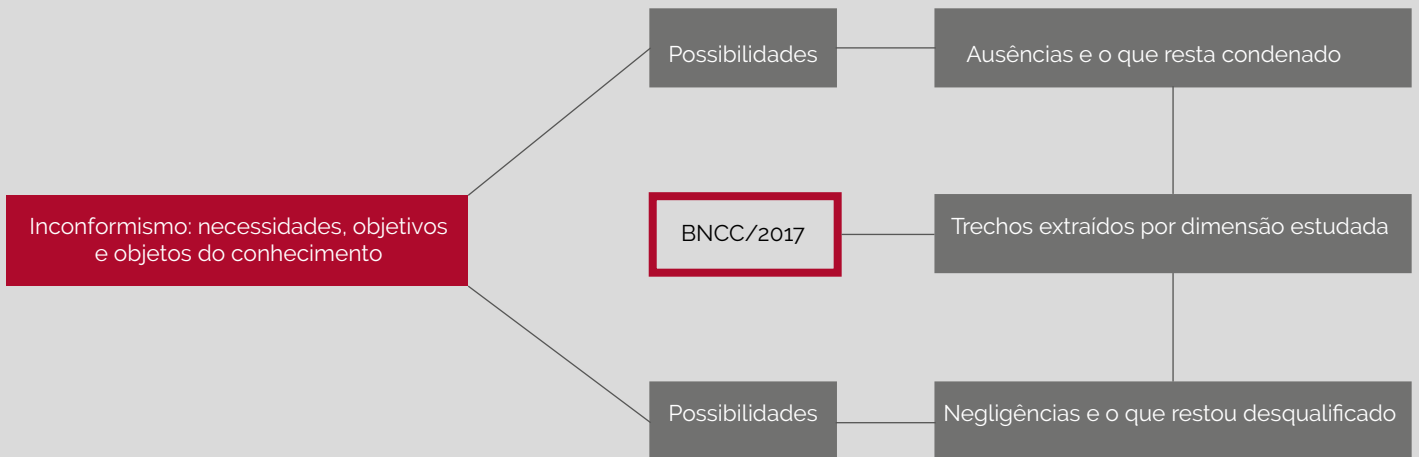 Possibilidades
Ausências e o que resta condenado
Inconformismo: necessidades, objetivos
e objetos do conhecimento
BNCC/2017
Trechos extraídos por dimensão estudada
Possibilidades
Negligências e o que restou desqualificado